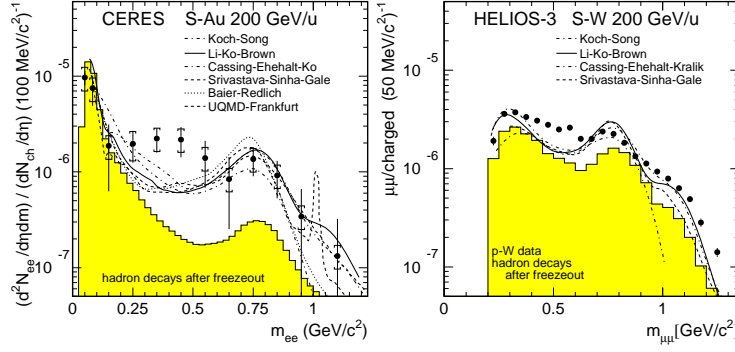 CERES S-Au 200 GeV/u
Koch-Song
Li-Ko-Brown
Cassing-Ehehalt-Ko
Srivastava-Sinha-Gale
Baier-Redlich
UQMD-Frankfurt
(d²Nee /dηdm) / (dNch /dη) (100 MeV/c²)⁻¹
10⁻⁵
10⁻⁶
10⁻⁷
hadron decays after freezeout
0 0.25 0.5 0.75 1
mee (GeV/c²)
HELIOS-3 S-W 200 GeV/u
Koch-Song
Li-Ko-Brown
Cassing-Ehehalt-Kralik
Srivastava-Sinha-Gale
μμ/charged (50 MeV/c²)⁻¹
10⁻⁵
10⁻⁶
10⁻⁷
p-W data
hadron decays
after freezeout
0 0.5 1
mμμ[GeV/c²]